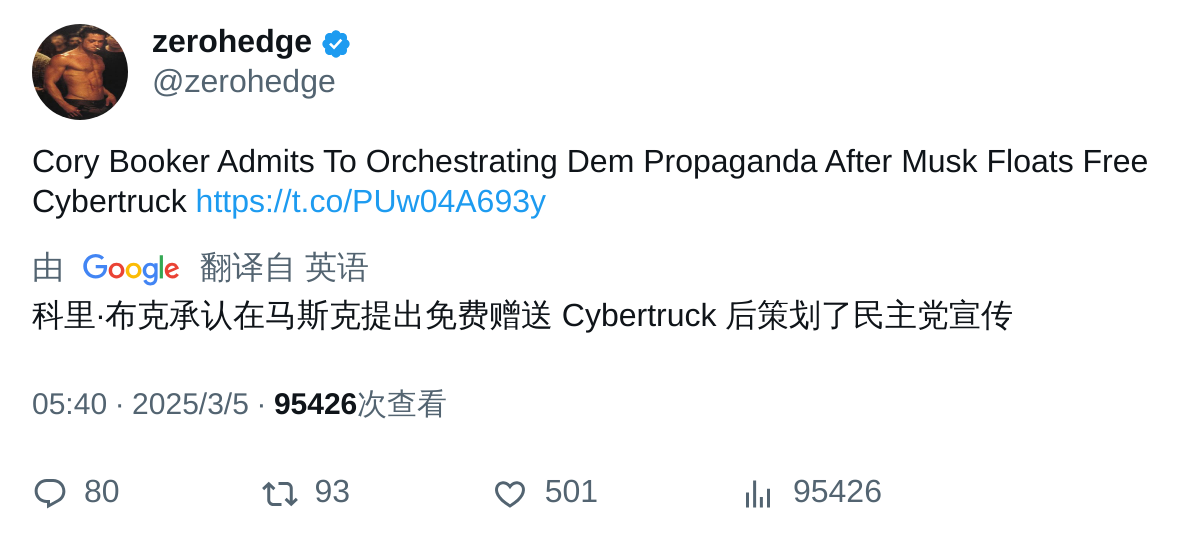 zerohedge
@zerohedge
Cory Booker Admits To Orchestrating Dem Propaganda After Musk Floats Free
Cybertruck https://t.co/PUw04A693y
由 Google 翻译自 英语
科里·布克承认在马斯克提出免费赠送 Cybertruck 后策划了民主党宣传
05:40 · 2025/3/5 · 95426次查看
80 93 501 95426